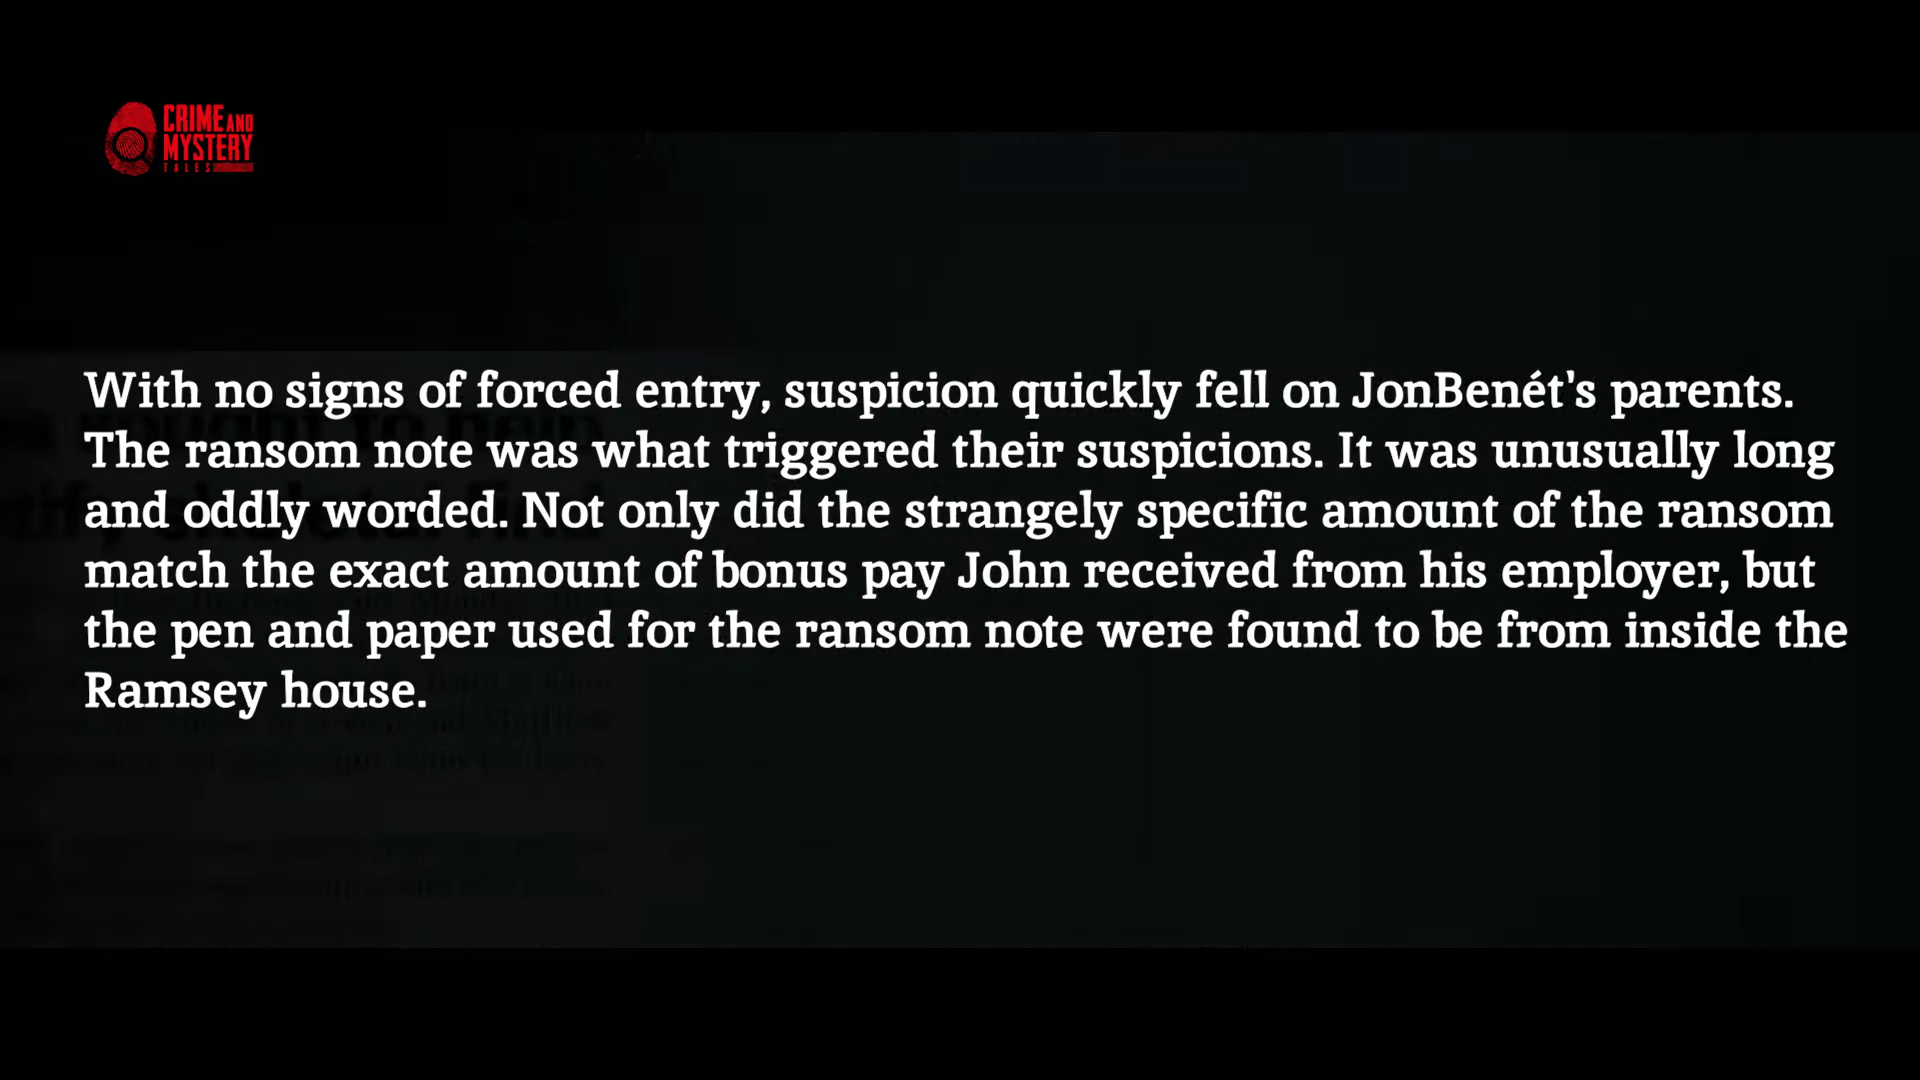 CRIME AND
MYSTERY
TALES
With no signs of forced entry, suspicion quickly fell on JonBenét's parents.
The ransom note was what triggered their suspicions. It was unusually long
and oddly worded. Not only did the strangely specific amount of the ransom
match the exact amount of bonus pay John received from his employer, but
the pen and paper used for the ransom note were found to be from inside the
Ramsey house.